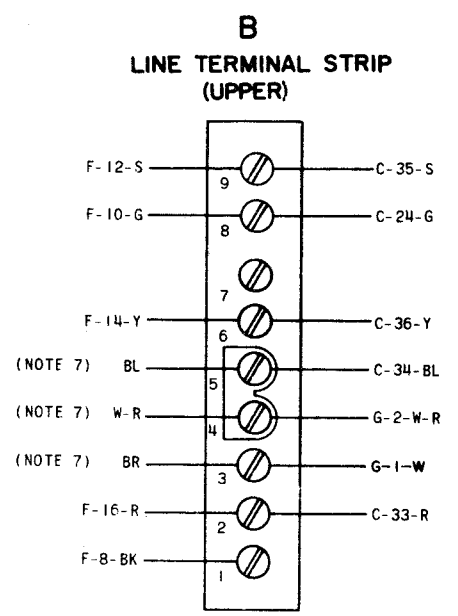 B
LINE TERMINAL STRIP
(UPPER)
F-12-S 9 C-35-S
F-10-G 8 C-24-G
7
F-14-Y 6 C-36-Y
(NOTE 7) BL 5 C-34-BL
(NOTE 7) W-R 4 G-2-W-R
(NOTE 7) BR 3 G-1-W
F-16-R 2 C-33-R
F-8-BK 1